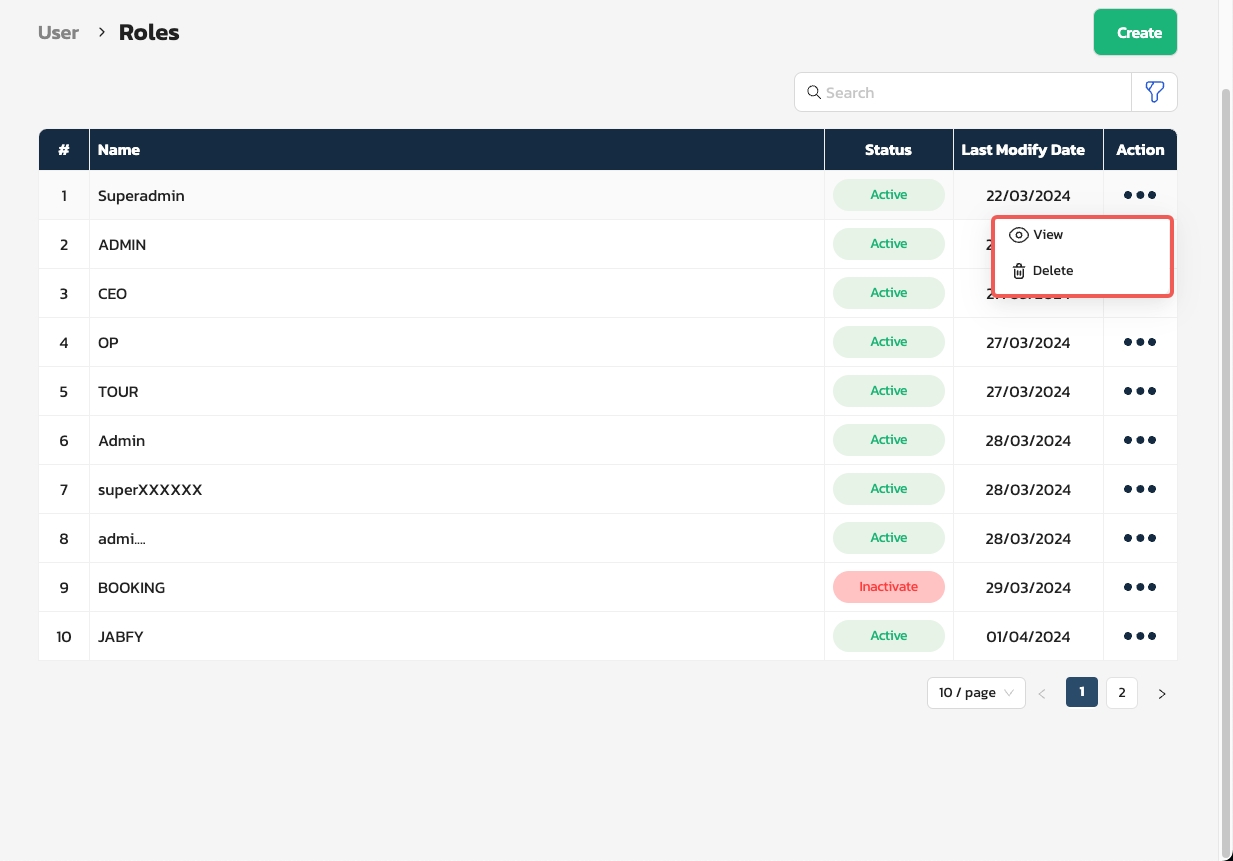 User > Roles
Create
Search
# Name Status Last Modify Date Action
1 Superadmin Active 22/03/2024
View
Delete
2 ADMIN Active
3 CEO Active
4 OP Active 27/03/2024
5 TOUR Active 27/03/2024
6 Admin Active 28/03/2024
7 superXXXXXX Active 28/03/2024
8 admi.... Active 28/03/2024
9 BOOKING Inactivate 29/03/2024
10 JABFY Active 01/04/2024
10 / page < 1 2 >